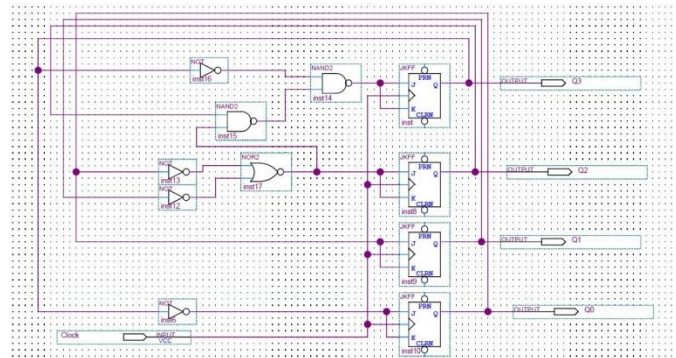 NOT
inst16
NAND2
inst14
JKFF
PRN
J Q
K
CLRN
inst
OUTPUT Q3
NAND2
inst15
NOT
inst13
NOT
inst12
NOR2
inst17
JKFF
PRN
J Q
K
CLRN
inst8
OUTPUT Q2
JKFF
PRN
J Q
K
CLRN
inst9
OUTPUT Q1
NOT
JKFF
PRN
J Q
K
CLRN
inst10
OUTPUT Q0
Clock INPUT
VCC